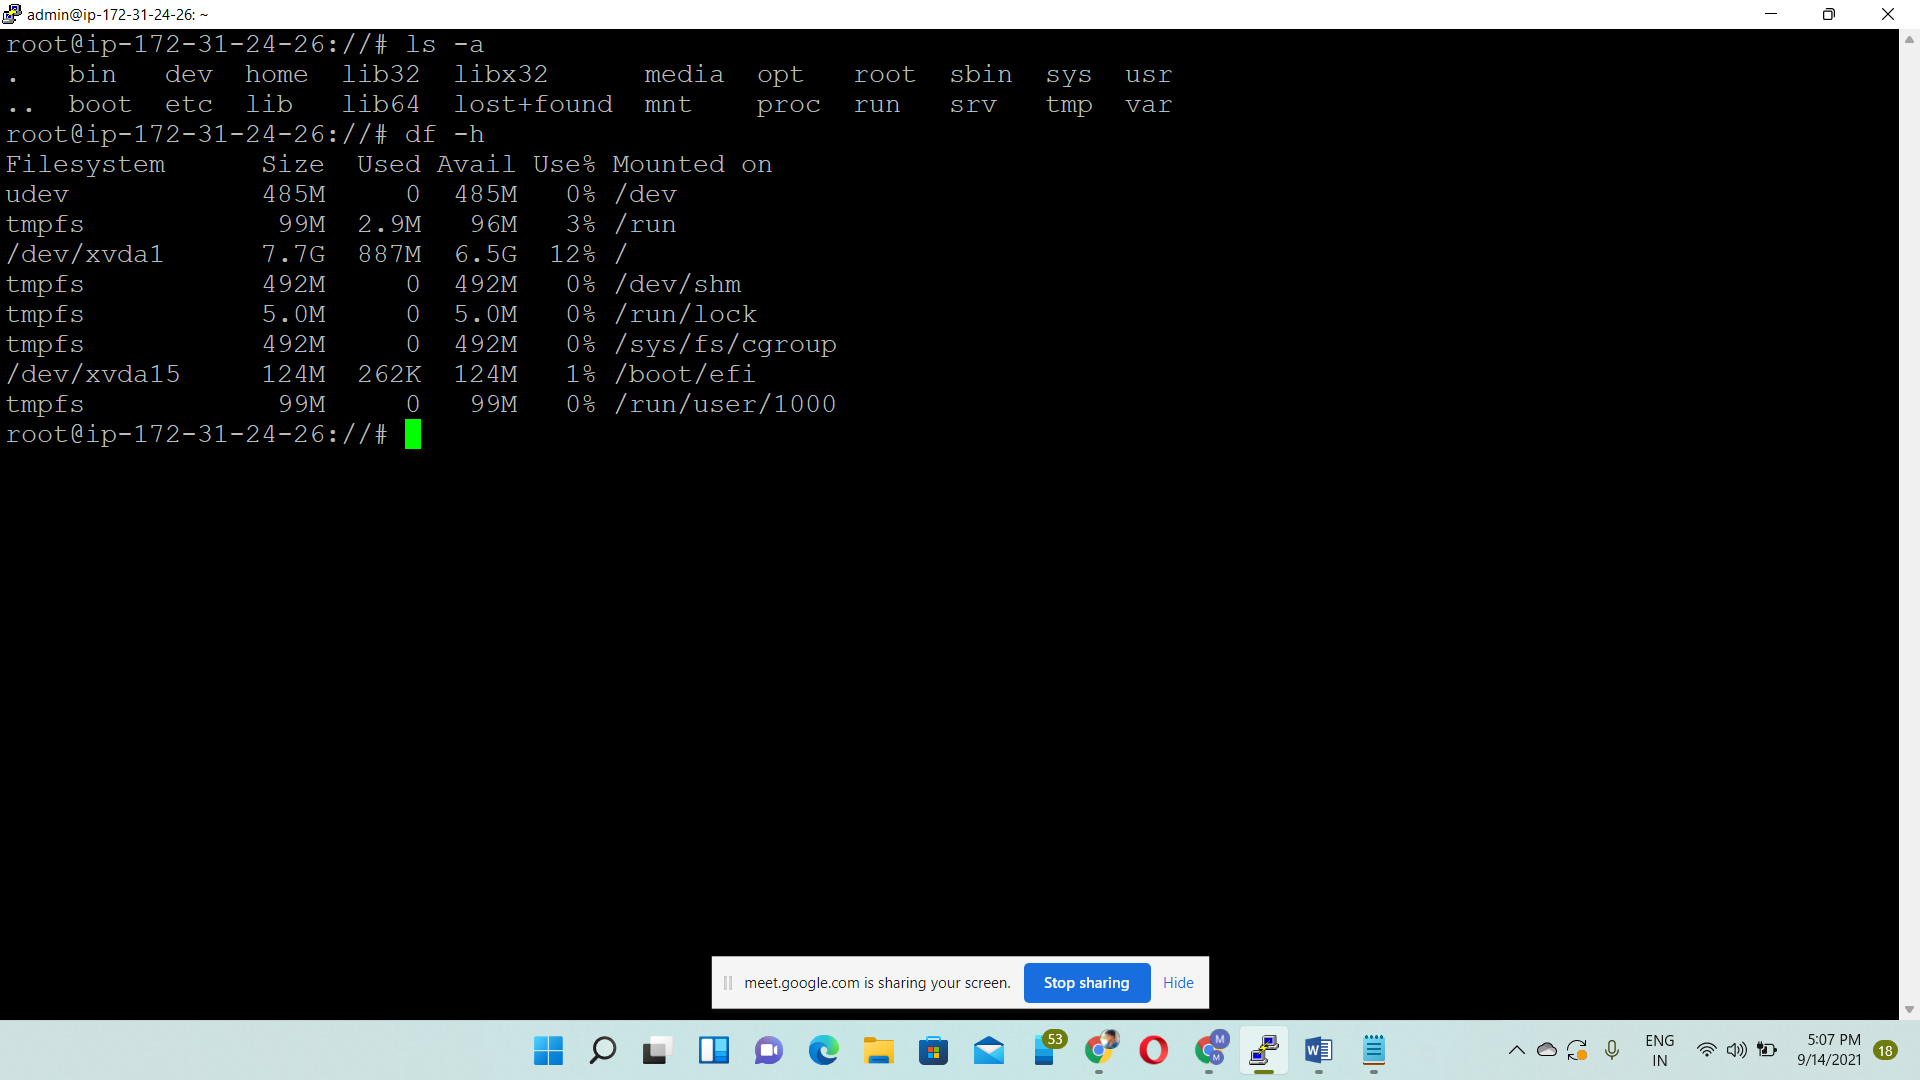 admin@ip-172-31-24-26: ~
root@ip-172-31-24-26://# ls -a
.   bin   dev  home  lib32  libx32      media  opt   root  sbin  sys  usr
..  boot  etc  lib   lib64  lost+found  mnt    proc  run   srv   tmp  var
root@ip-172-31-24-26://# df -h
Filesystem      Size  Used Avail Use% Mounted on
udev            485M     0  485M   0% /dev
tmpfs            99M  2.9M   96M   3% /run
/dev/xvda1      7.7G  887M  6.5G  12% /
tmpfs           492M     0  492M   0% /dev/shm
tmpfs           5.0M     0  5.0M   0% /run/lock
tmpfs           492M     0  492M   0% /sys/fs/cgroup
/dev/xvda15     124M  262K  124M   1% /boot/efi
tmpfs            99M     0   99M   0% /run/user/1000
root@ip-172-31-24-26://#
meet.google.com is sharing your screen. Stop sharing Hide
53
M
M
W
ENG
IN
5:07 PM
9/14/2021
18